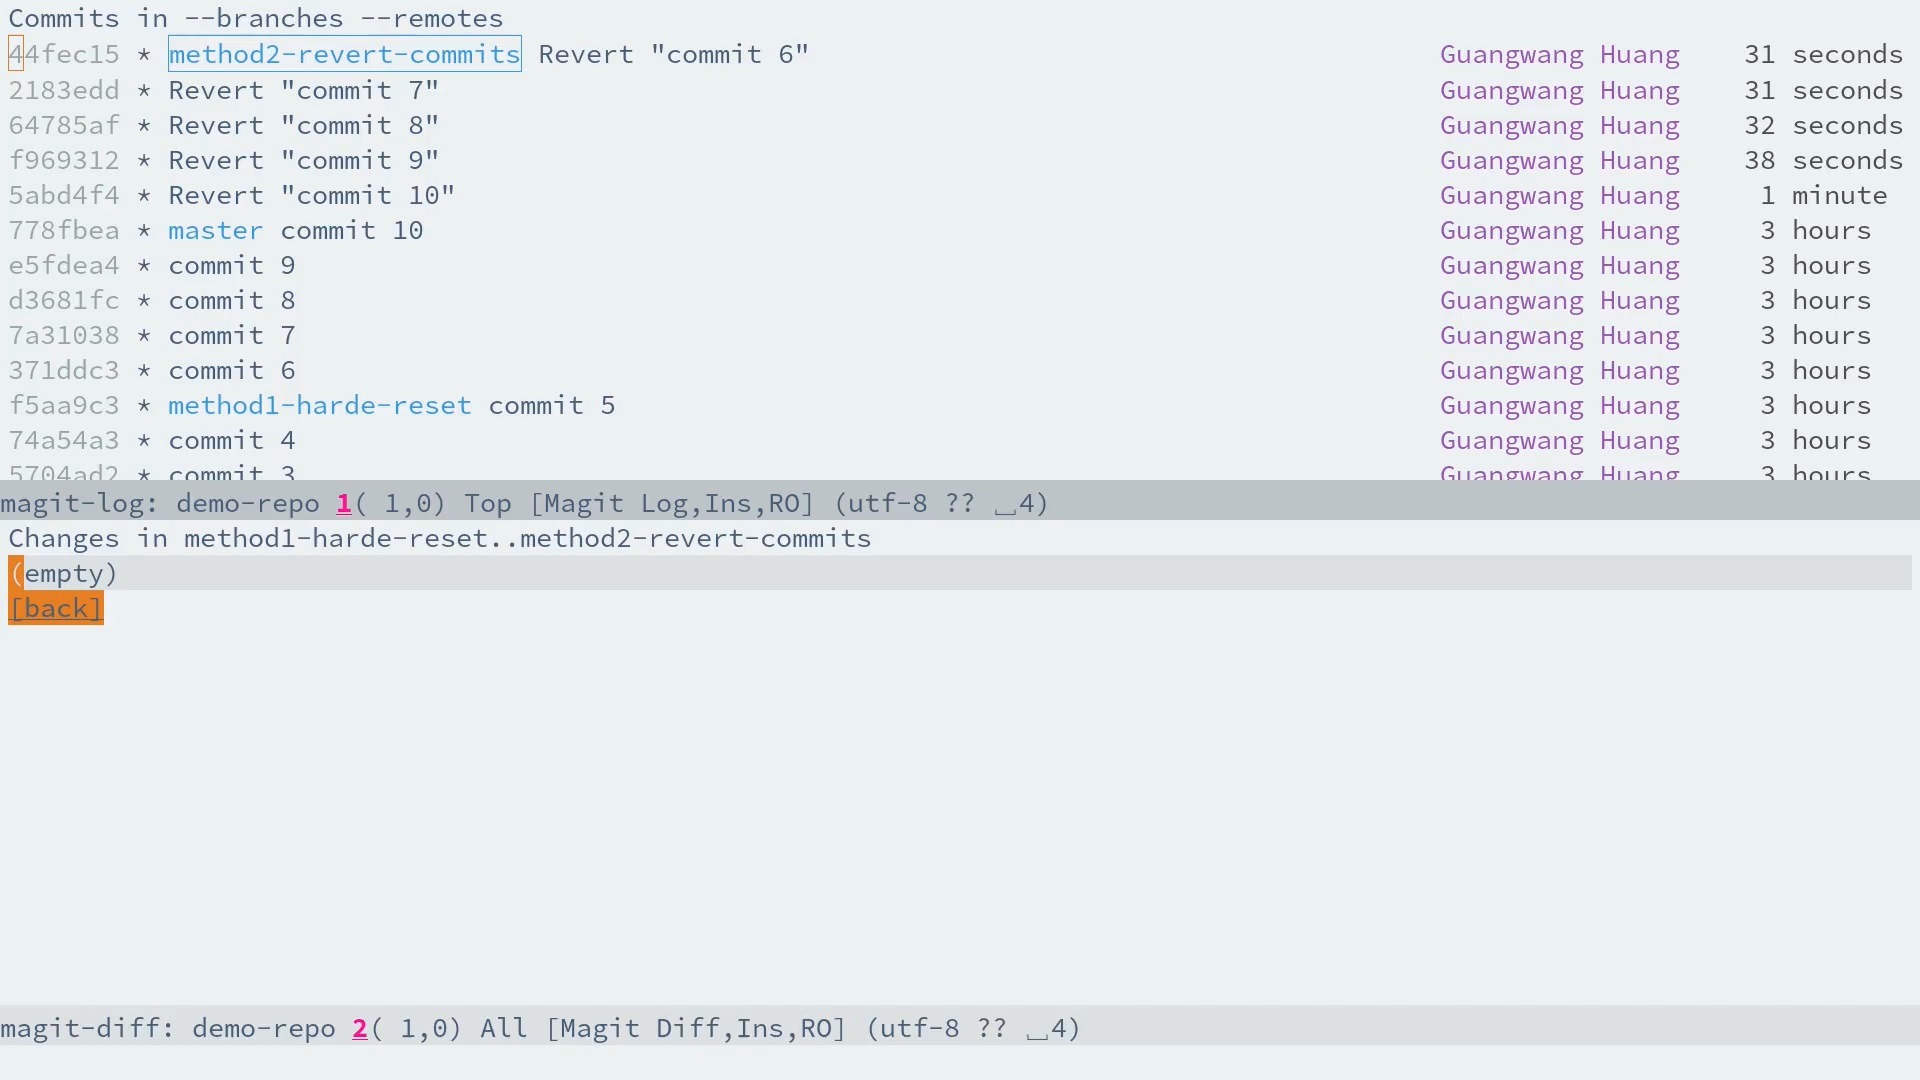 Commits in --branches --remotes
44fec15 * method2-revert-commits Revert "commit 6" Guangwang Huang 31 seconds
2183edd * Revert "commit 7" Guangwang Huang 31 seconds
64785af * Revert "commit 8" Guangwang Huang 32 seconds
f969312 * Revert "commit 9" Guangwang Huang 38 seconds
5abd4f4 * Revert "commit 10" Guangwang Huang 1 minute
778fbea * master commit 10 Guangwang Huang 3 hours
e5fdea4 * commit 9 Guangwang Huang 3 hours
d3681fc * commit 8 Guangwang Huang 3 hours
7a31038 * commit 7 Guangwang Huang 3 hours
371ddc3 * commit 6 Guangwang Huang 3 hours
f5aa9c3 * method1-harde-reset commit 5 Guangwang Huang 3 hours
74a54a3 * commit 4 Guangwang Huang 3 hours
5704ad2 * commit 3 Guangwang Huang 3 hours
magit-log: demo-repo 1( 1,0) Top [Magit Log,Ins,RO] (utf-8 ?? ⎵4)
Changes in method1-harde-reset..method2-revert-commits
(empty)
[back]
magit-diff: demo-repo 2( 1,0) All [Magit Diff,Ins,RO] (utf-8 ?? ⎵4)